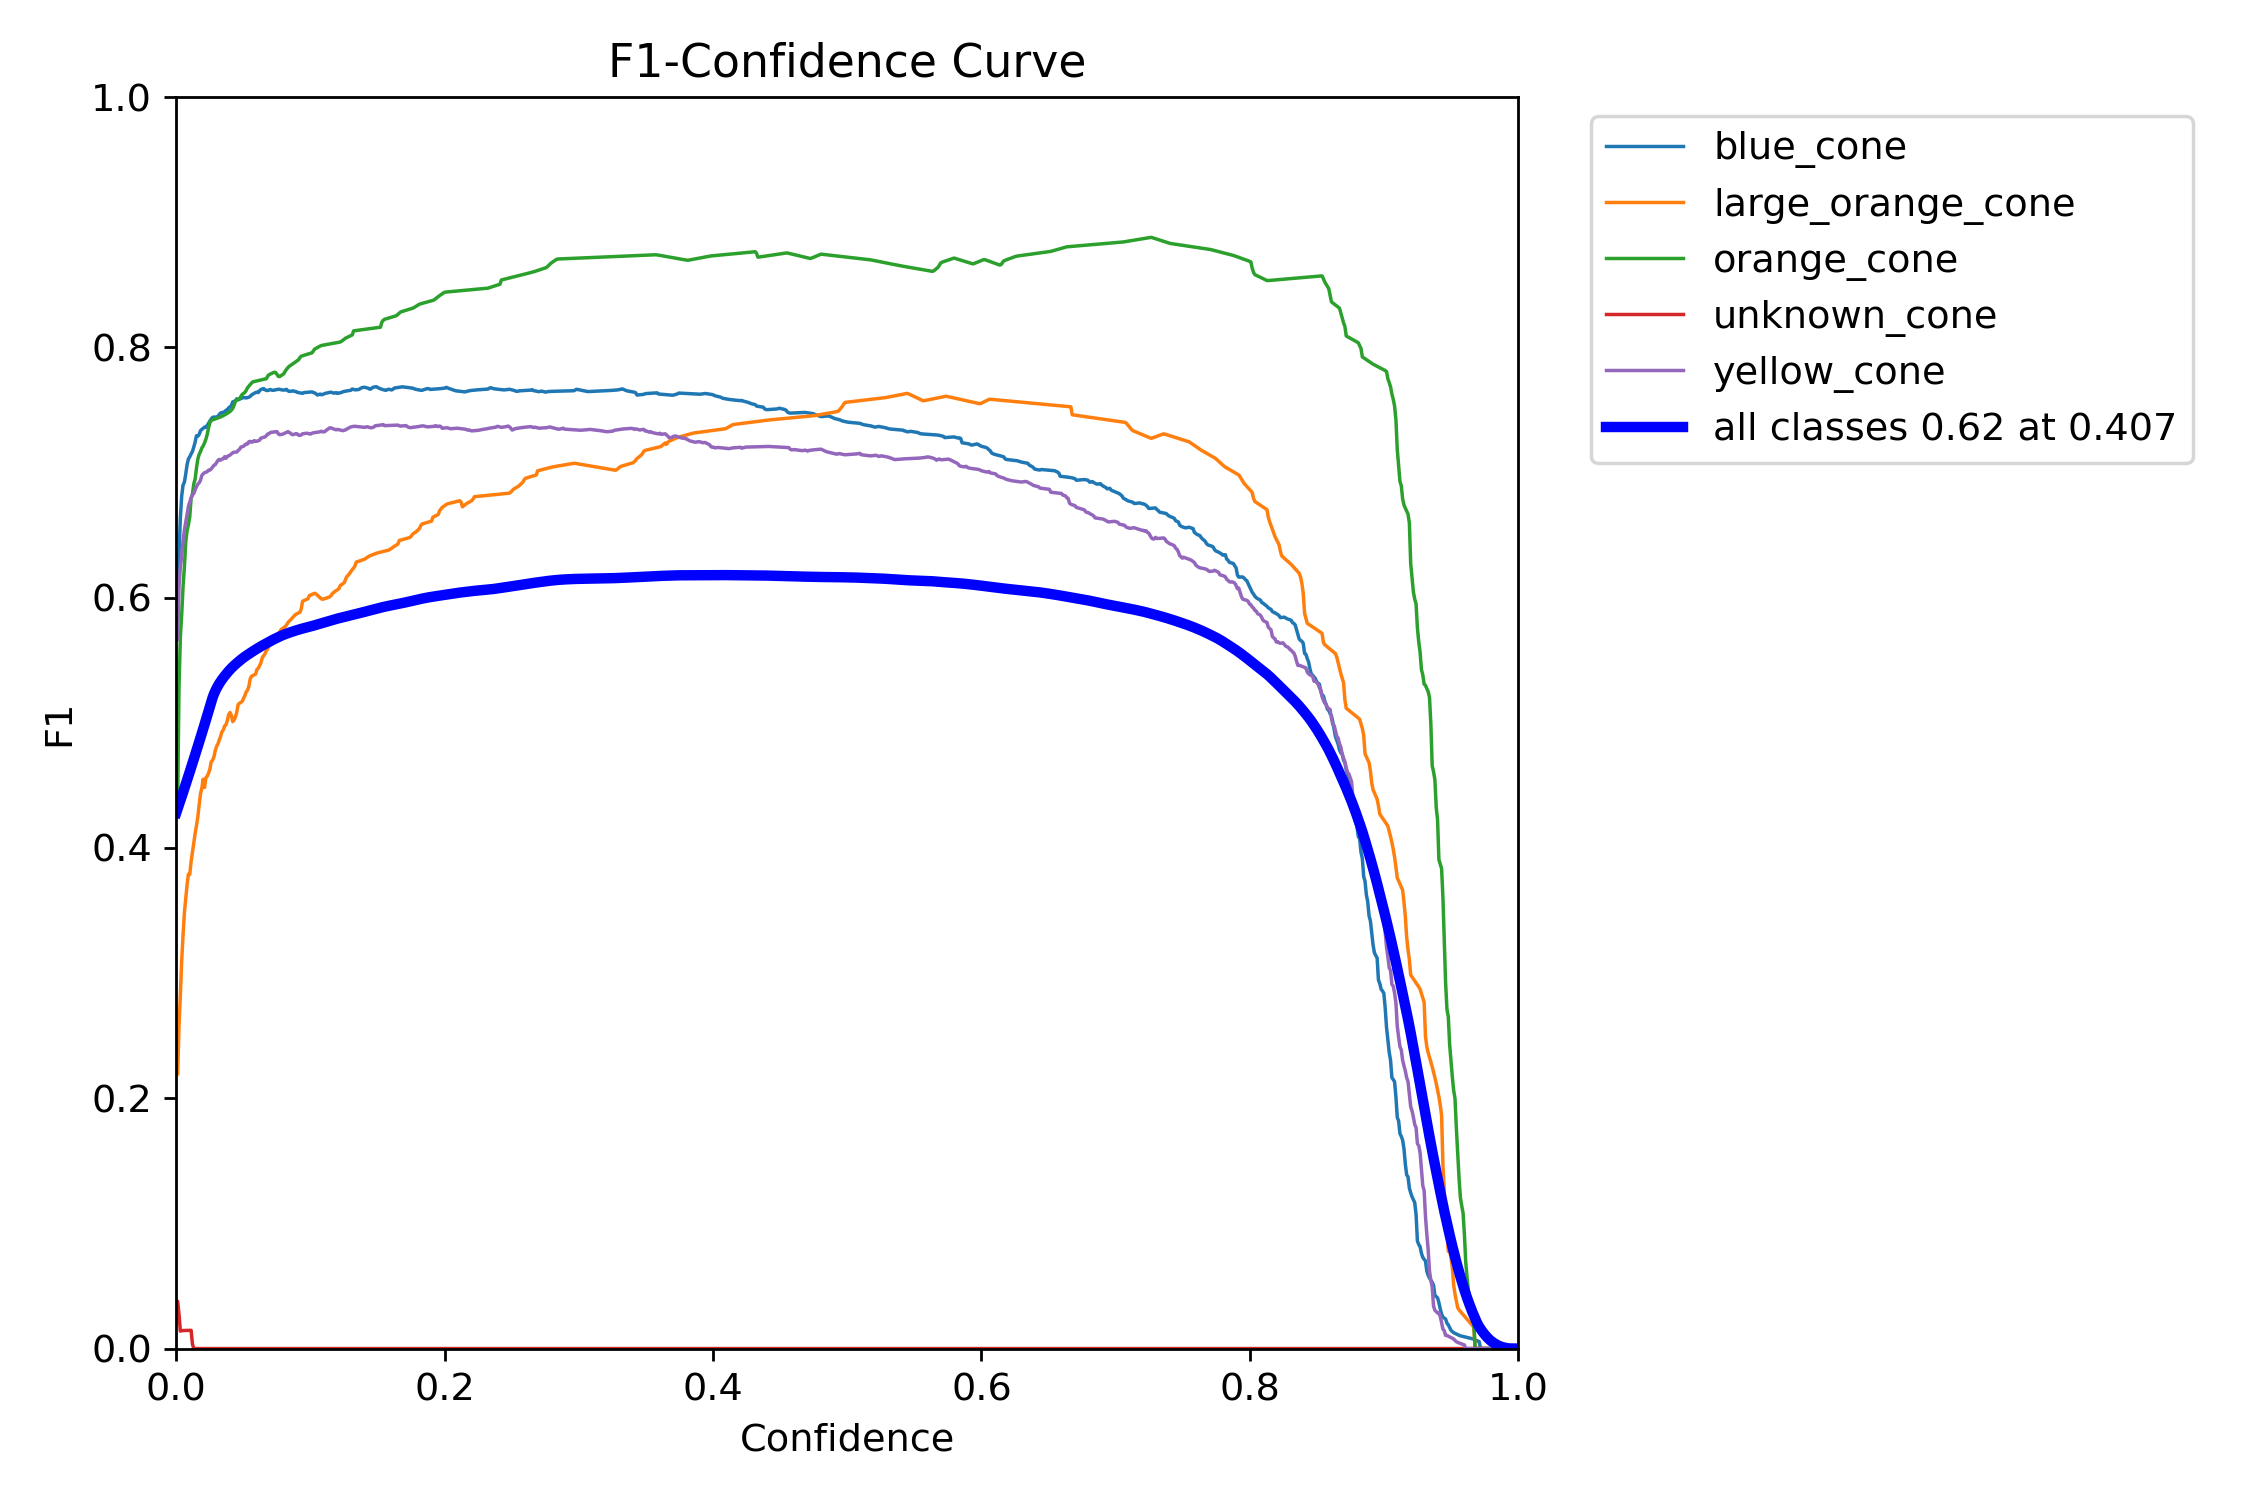 F1-Confidence Curve
1.0
0.8
0.6
0.4
0.2
0.0
F1
0.0 0.2 0.4 0.6 0.8 1.0
Confidence
blue_cone
large_orange_cone
orange_cone
unknown_cone
yellow_cone
all classes 0.62 at 0.407